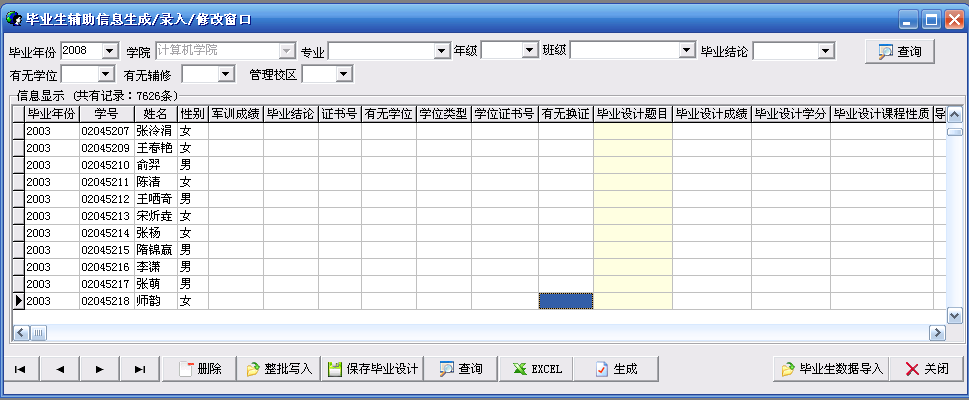 毕业生辅助信息生成/录入/修改窗口
毕业年份 2008 学院 计算机学院 专业 年级 班级 毕业结论 查询
有无学位 有无辅修 管理校区
信息显示 (共有记录：7626条)
毕业年份 学号 姓名 性别 军训成绩 毕业结论 证书号 有无学位 学位类型 学位证书号 有无换证 毕业设计题目 毕业设计成绩 毕业设计学分 毕业设计课程性质 导
2003 02045207 张泠涓 女
2003 02045209 王春艳 女
2003 02045210 俞羿 男
2003 02045211 陈清 女
2003 02045212 王哂奇 男
2003 02045213 宋炘垚 女
2003 02045214 张杨 女
2003 02045215 隋锦嬴 男
2003 02045216 李潇 男
2003 02045217 张萌 男
2003 02045218 师韵 女
删除 整批写入 保存毕业设计 查询 EXCEL 生成 毕业生数据导入 关闭